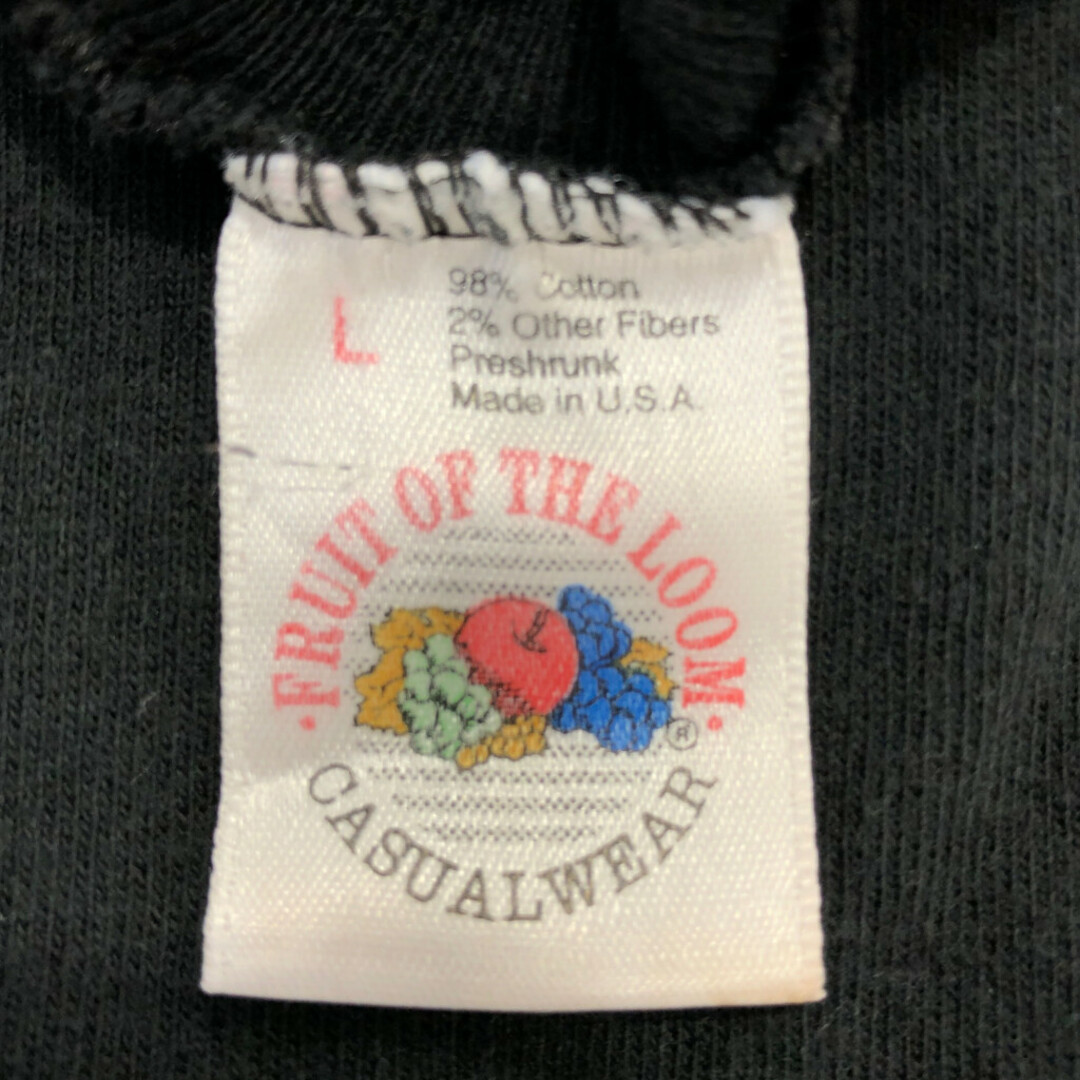 L
98% Cotton
2% Other Fibers
Preshrunk
Made in U.S.A.
·FRUIT OF THE LOOM·
®
CASUALWEAR